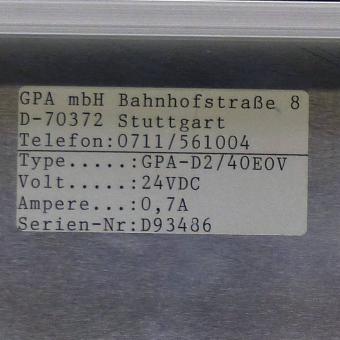 GPA mbH Bahnhofstraße 8
D-70372 Stuttgart
Telefon:0711/561004
Type.....:GPA-D2/40E0V
Volt.....:24VDC
Ampere...:0,7A
Serien-Nr:D93486